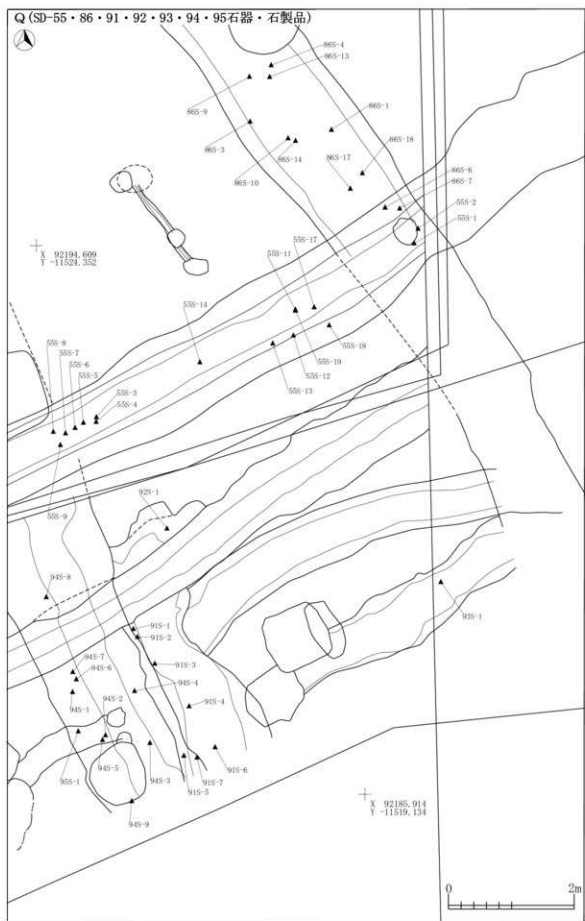 Q(SD-55・86・91・92・93・94・95石器・石製品)
86S-4
86S-13
86S-9
86S-1
86S-3
86S-18
86S-14
86S-17
86S-10
86S-6
86S-7
55S-2
55S-1
X 92194,609
Y -11524,352
55S-17
55S-11
55S-14
55S-8
55S-7
55S-6
55S-5
55S-3
55S-4
55S-18
55S-19
55S-12
55S-13
55S-9
92S-1
94S-8
93S-1
91S-1
91S-2
94S-7
94S-6
91S-3
94S-4
94S-2
94S-1
91S-4
95S-1
94S-5
94S-3
91S-6
91S-7
91S-5
94S-9
X 92185,914
Y -11519,134
0 2m